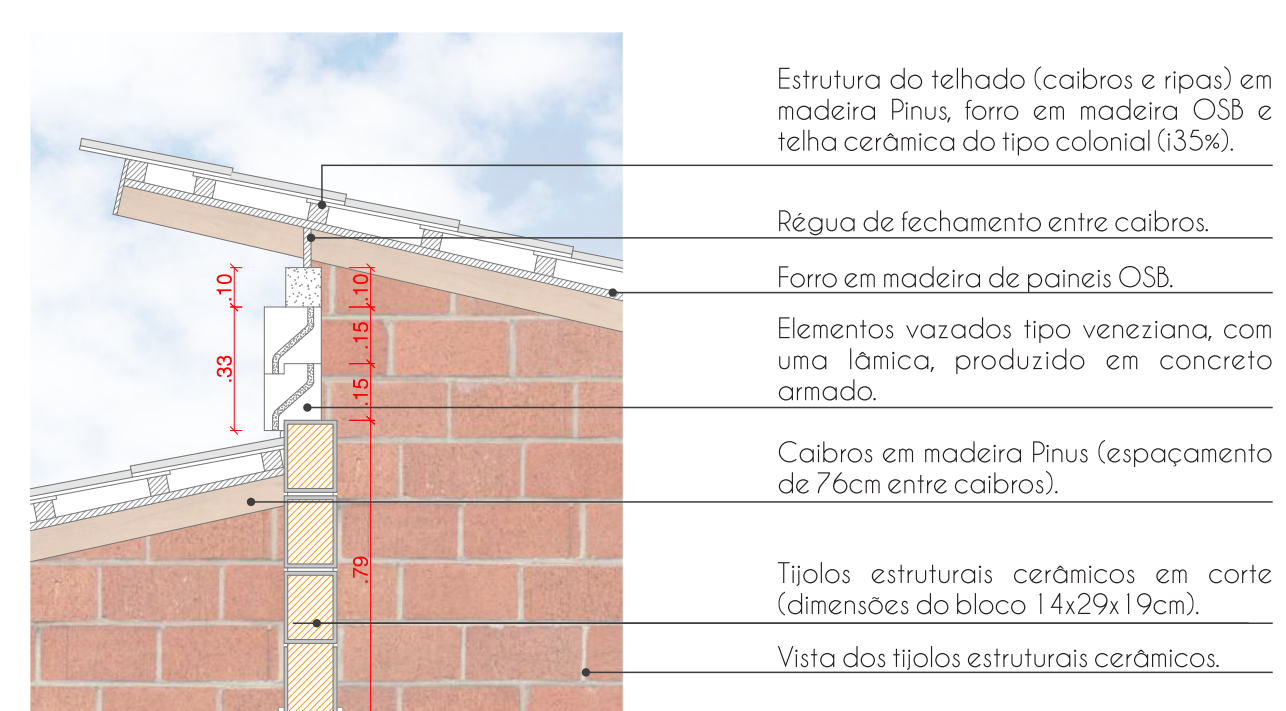 Estrutura do telhado (caibros e ripas) em
madeira Pinus, forro em madeira OSB e
telha cerâmica do tipo colonial (i35%).
Régua de fechamento entre caibros.
Forro em madeira de paineis OSB.
Elementos vazados tipo veneziana, com
uma lâmica, produzido em concreto
armado.
Caibros em madeira Pinus (espaçamento
de 76cm entre caibros).
Tijolos estruturais cerâmicos em corte
(dimensões do bloco 14x29x19cm).
Vista dos tijolos estruturais cerâmicos.
.10
.33
.10
.15
.15
.79